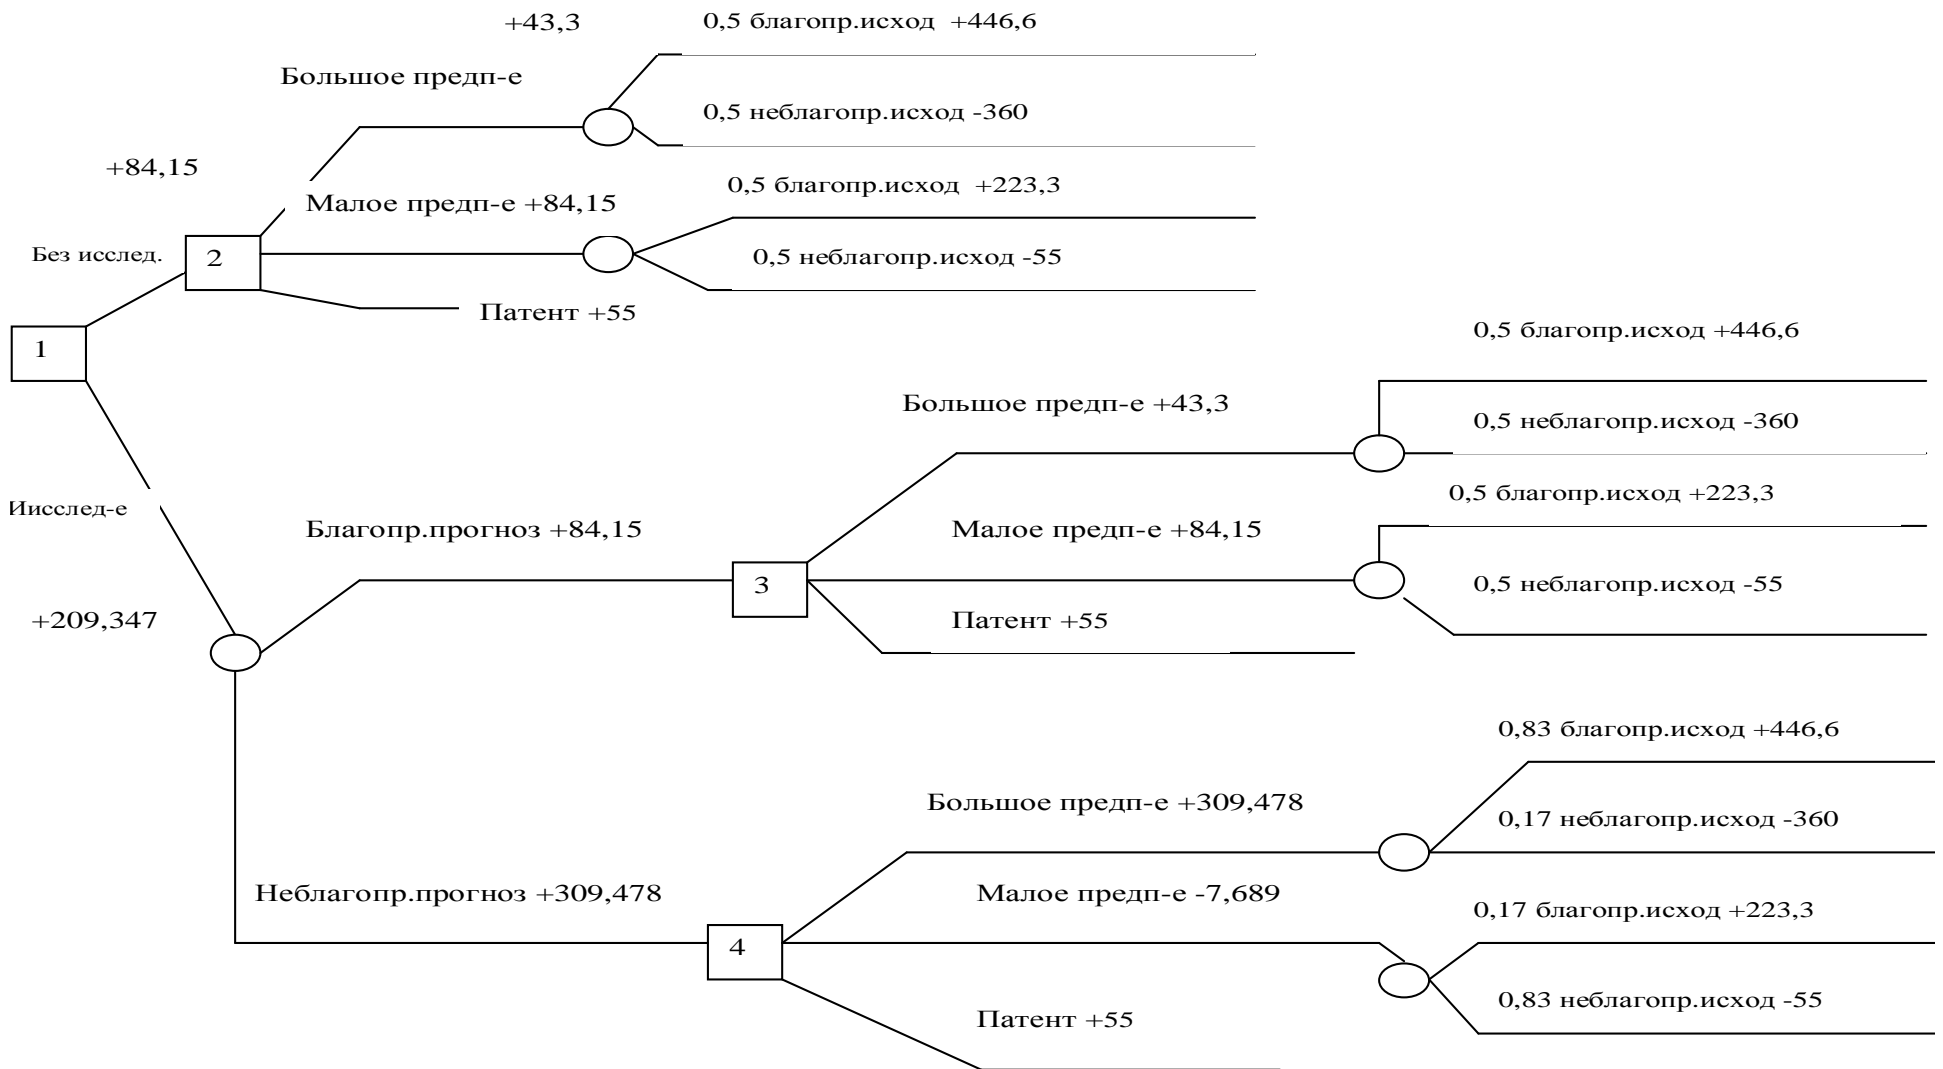 +43,3
0,5 благопр.исход +446,6
Большое предп-е
0,5 неблагопр.исход -360
+84,15
Малое предп-е +84,15
0,5 благопр.исход +223,3
Без исслед.
2
0,5 неблагопр.исход -55
Патент +55
1
0,5 благопр.исход +446,6
Большое предп-е +43,3
0,5 неблагопр.исход -360
Иисслед-е
Благопр.прогноз +84,15
Малое предп-е +84,15
0,5 благопр.исход +223,3
3
0,5 неблагопр.исход -55
+209,347
Патент +55
0,83 благопр.исход +446,6
Большое предп-е +309,478
0,17 неблагопр.исход -360
Неблагопр.прогноз +309,478
Малое предп-е -7,689
0,17 благопр.исход +223,3
4
0,83 неблагопр.исход -55
Патент +55